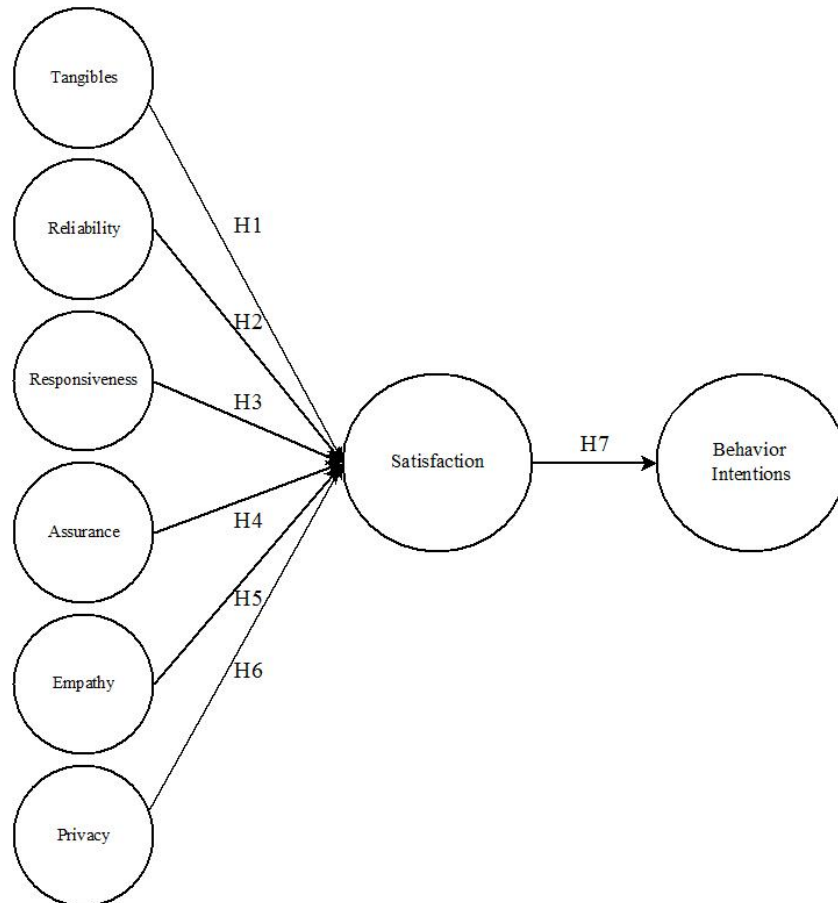 Tangibles
H1
Reliability
H2
Responsiveness
H3
Satisfaction
H7
Behavior
Intentions
Assurance
H4
Empathy
H5
H6
Privacy